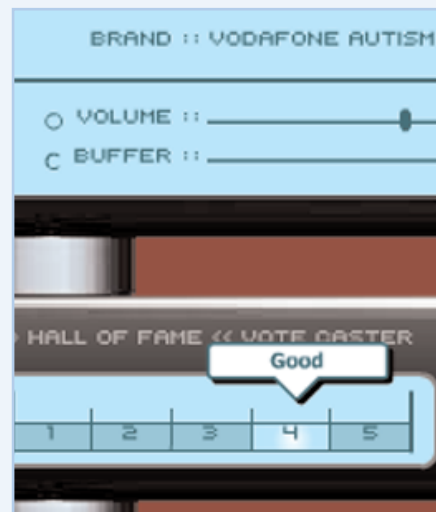 BRAND :: VODAFONE AUTISM
VOLUME ::
BUFFER ::
HALL OF FAME << VOTE CASTER
Good
1 2 3 4 5